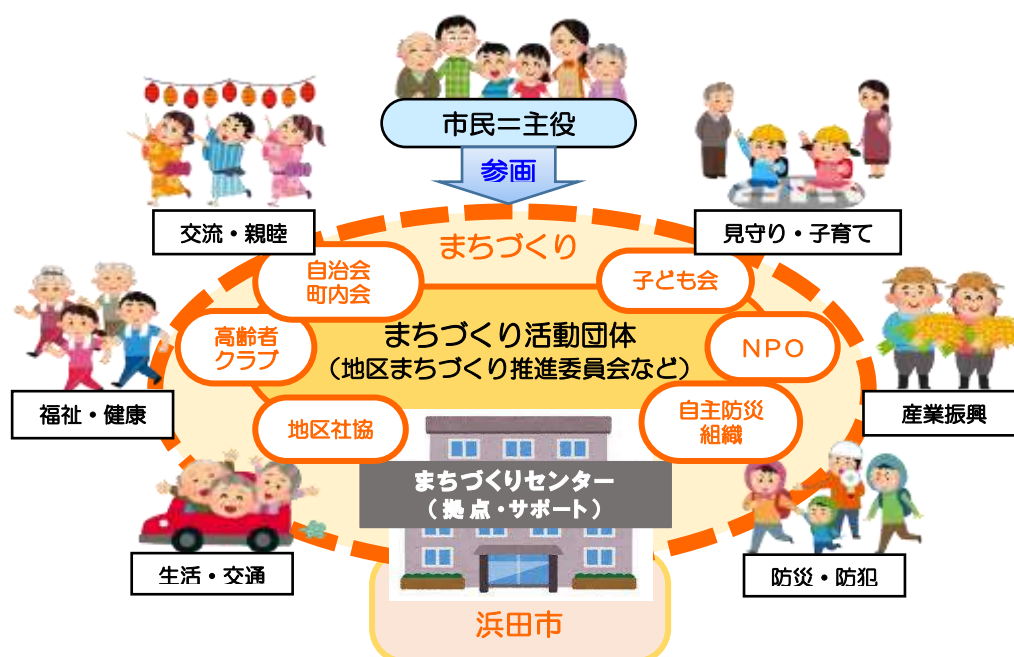 市民＝主役
参画
交流・親睦
見守り・子育て
まちづくり
自治会
町内会
子ども会
高齢者
クラブ
まちづくり活動団体
（地区まちづくり推進委員会など）
ＮＰＯ
福祉・健康
地区社協
自主防災
組織
産業振興
まちづくりセンター
（拠点・サポート）
生活・交通
防災・防犯
浜田市